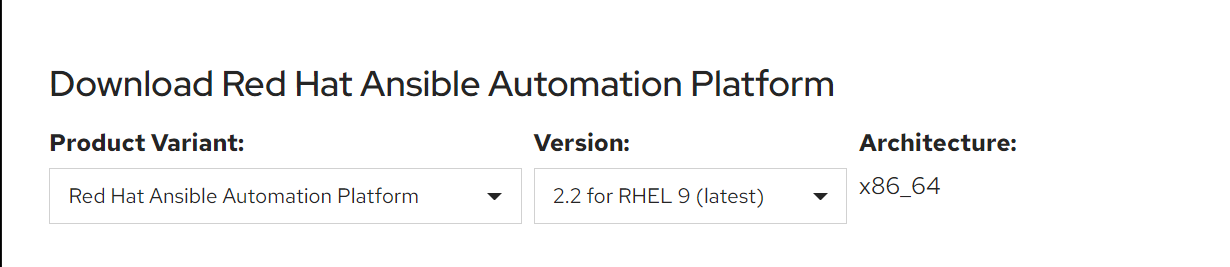 Download Red Hat Ansible Automation Platform
Product Variant: Version: Architecture:
Red Hat Ansible Automation Platform 2.2 for RHEL 9 (latest) x86_64